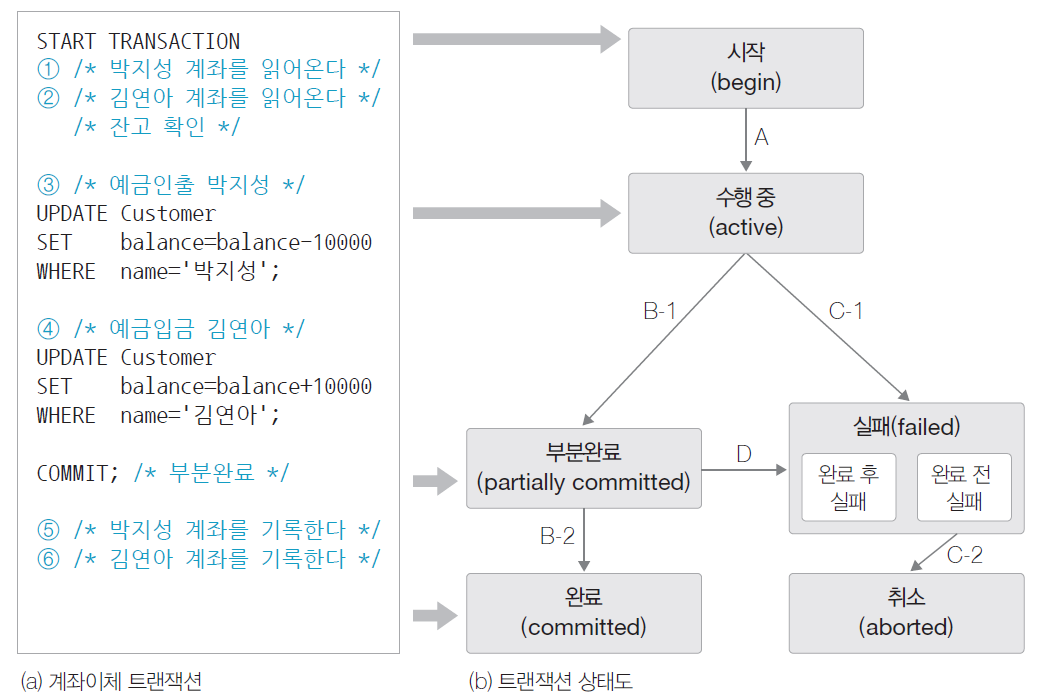 START TRANSACTION
① /* 박지성 계좌를 읽어온다 */
② /* 김연아 계좌를 읽어온다 */
/* 잔고 확인 */
③ /* 예금인출 박지성 */
UPDATE Customer
SET balance=balance-10000
WHERE name='박지성';
④ /* 예금입금 김연아 */
UPDATE Customer
SET balance=balance+10000
WHERE name='김연아';
COMMIT; /* 부분완료 */
⑤ /* 박지성 계좌를 기록한다 */
⑥ /* 김연아 계좌를 기록한다 */
(a) 계좌이체 트랜잭션
시작
(begin)
A
수행 중
(active)
B-1
C-1
부분완료
(partially committed)
D
실패(failed)
완료 후
실패
완료 전
실패
B-2
C-2
완료
(committed)
취소
(aborted)
(b) 트랜잭션 상태도